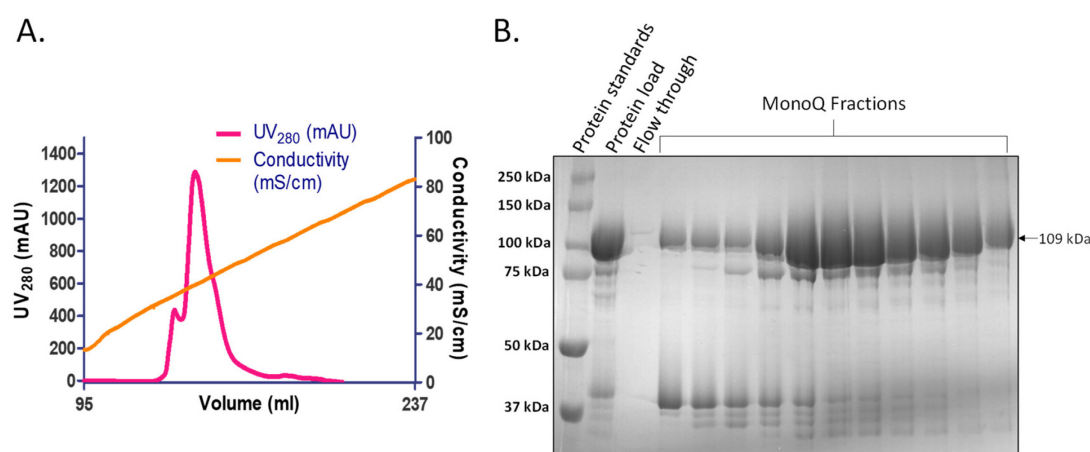 A.
UV280 (mAU)
Conductivity
(mS/cm)
1400
1200
1000
800
600
400
200
0
UV280 (mAU)
100
80
60
40
20
0
Conductivity (mS/cm)
95
Volume (ml)
237
B.
Protein standards
Protein load
Flow through
MonoQ Fractions
250 kDa
150 kDa
100 kDa
75 kDa
50 kDa
37 kDa
109 kDa